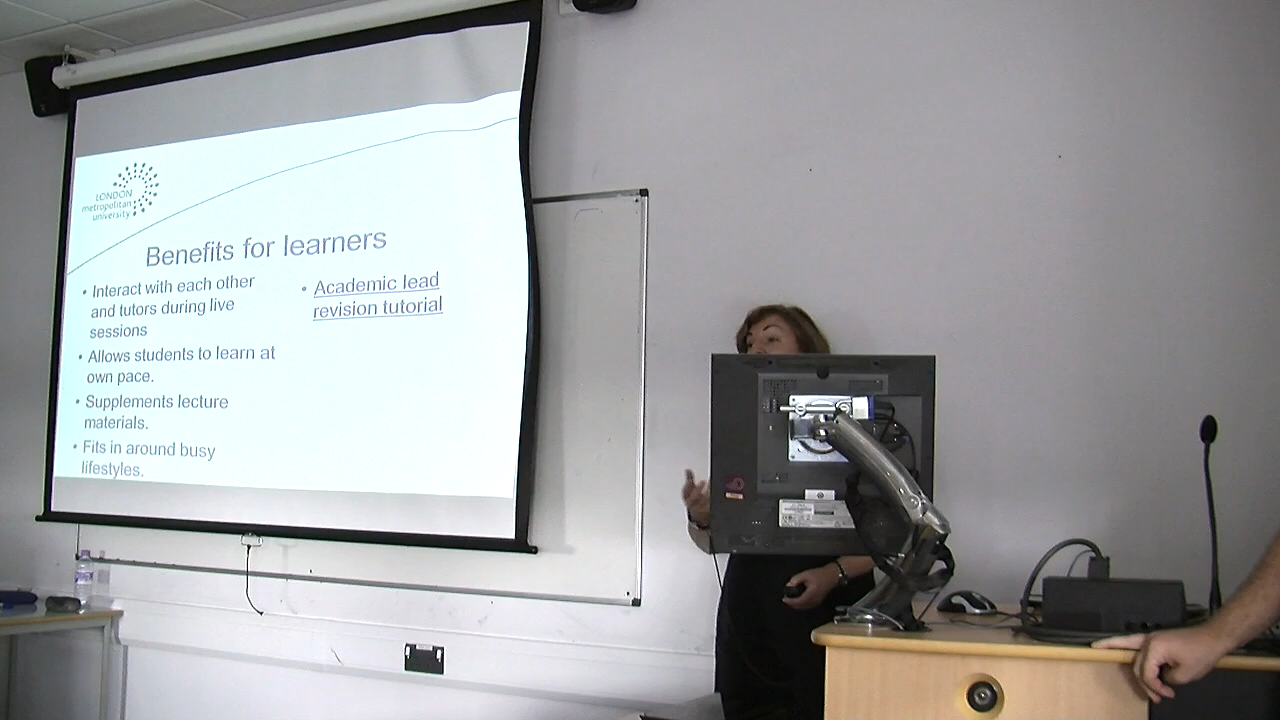 LONDON
metropolitan
university
Benefits for learners
• Interact with each other
and tutors during live
sessions
• Allows students to learn at
own pace.
• Supplements lecture
materials.
• Fits in around busy
lifestyles.
• Academic lead
revision tutorial